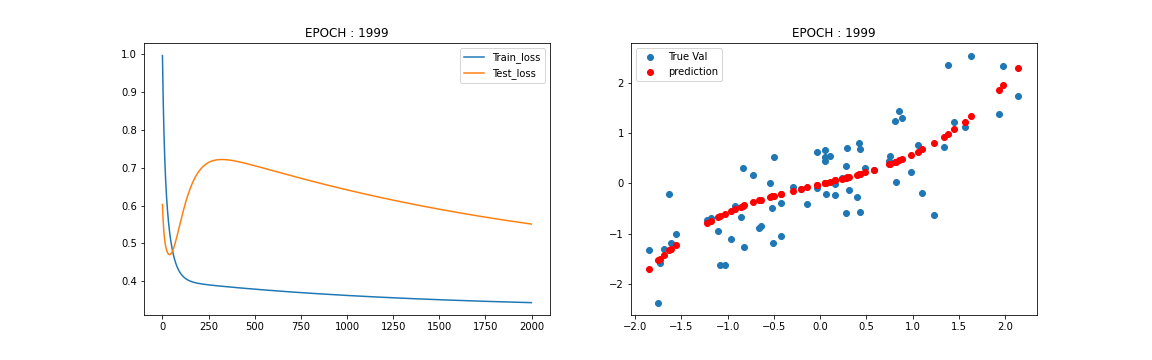 EPOCH : 1999
Train_loss
Test_loss
1.0
0.9
0.8
0.7
0.6
0.5
0.4
0 250 500 750 1000 1250 1500 1750 2000
EPOCH : 1999
True Val
prediction
2
1
0
−1
−2
−2.0 −1.5 −1.0 −0.5 0.0 0.5 1.0 1.5 2.0